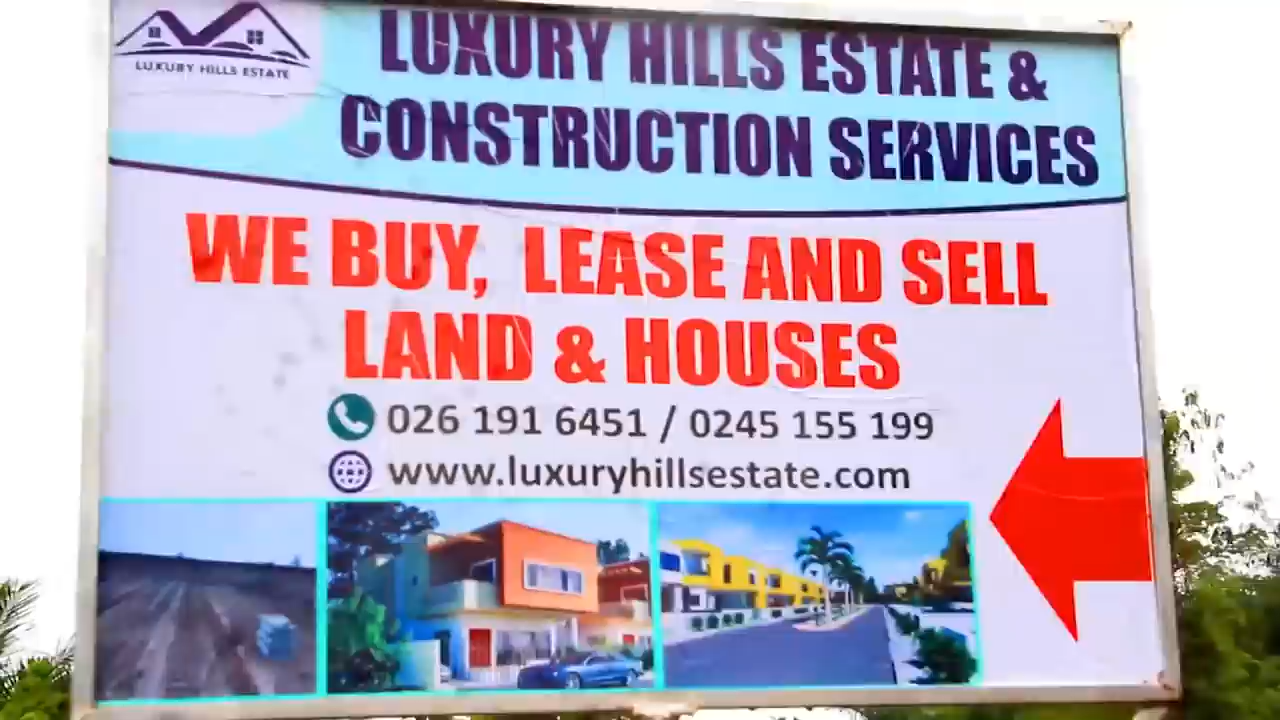 LUXURY HILLS ESTATE
LUXURY HILLS ESTATE &
CONSTRUCTION SERVICES
WE BUY, LEASE AND SELL
LAND & HOUSES
026 191 6451 / 0245 155 199
www.luxuryhillsestate.com